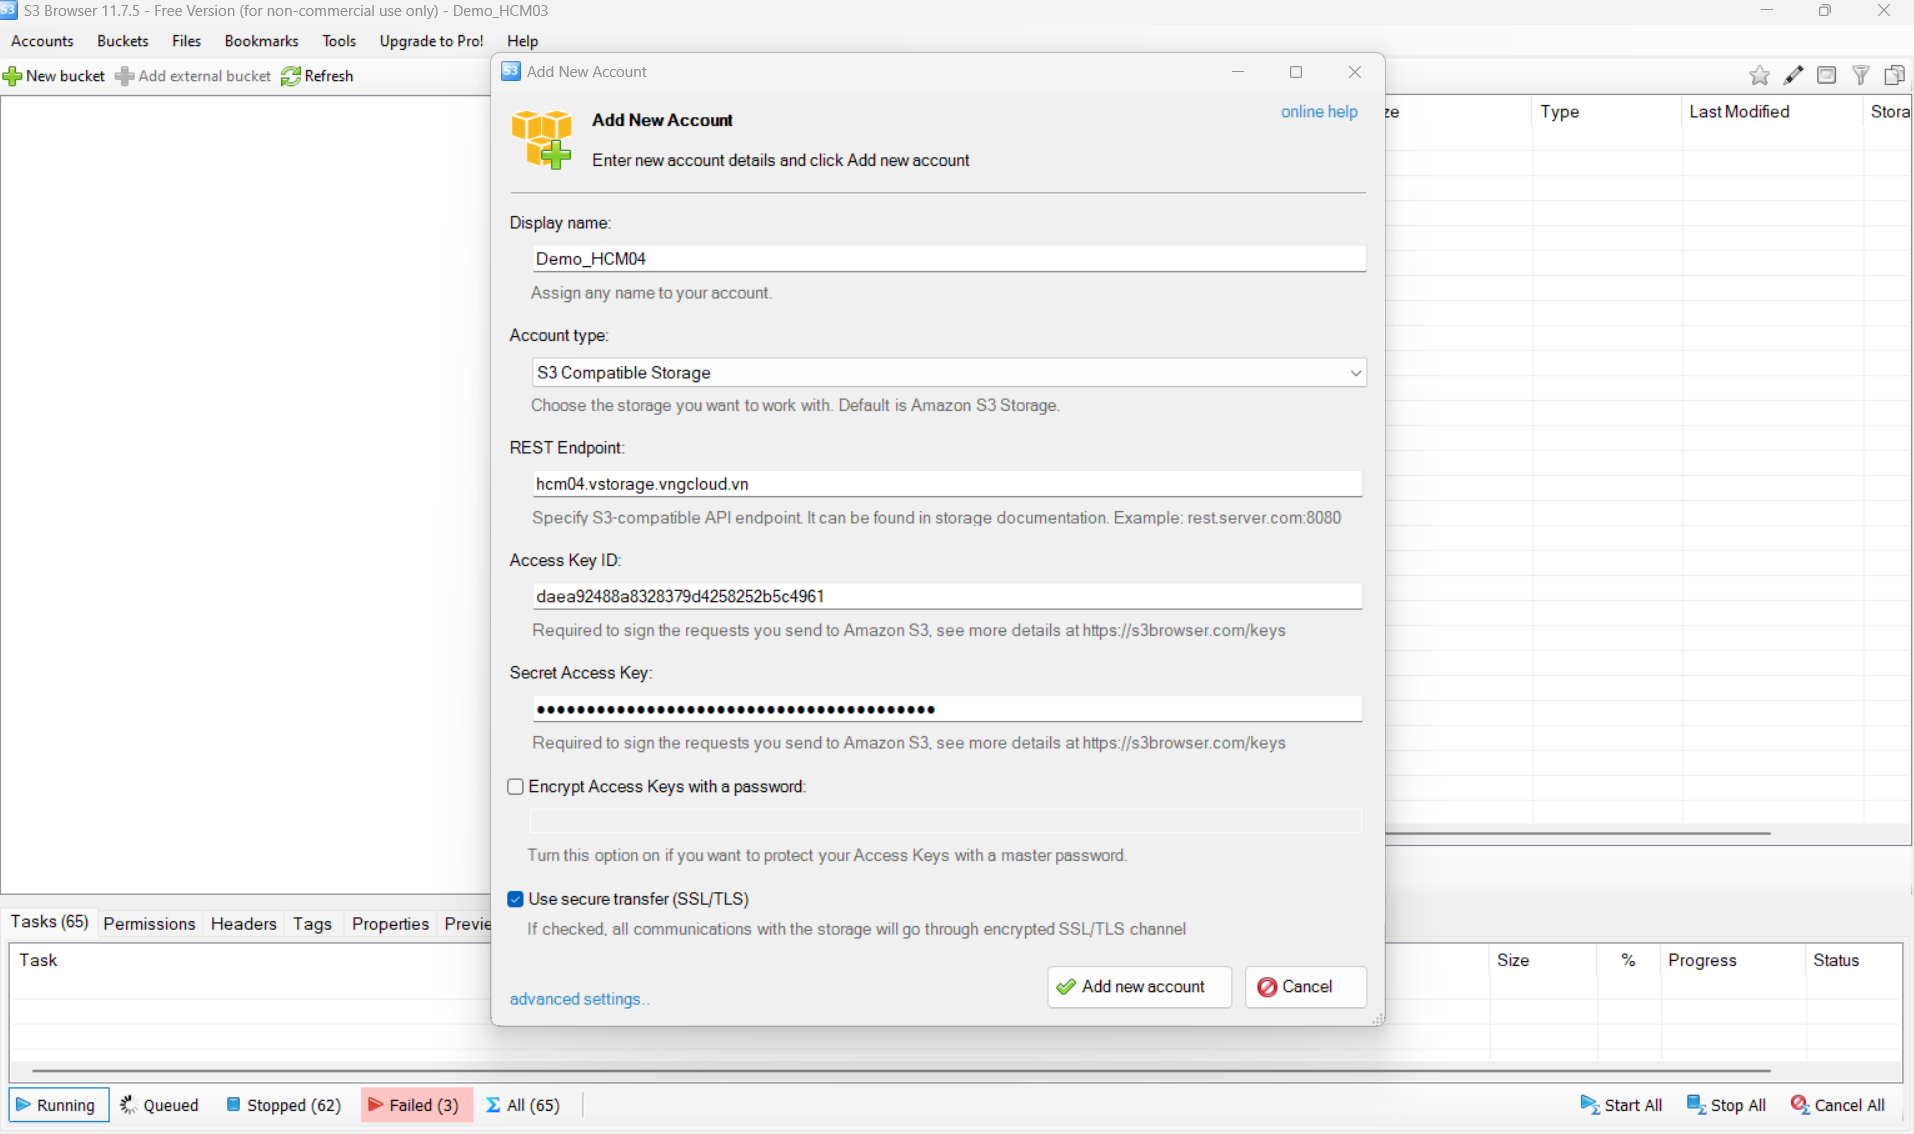 S3 Browser 11.7.5 - Free Version (for non-commercial use only) - Demo_HCM03
Accounts Buckets Files Bookmarks Tools Upgrade to Pro! Help
New bucket Add external bucket Refresh
Add New Account
Add New Account
online help
Enter new account details and click Add new account
Type Last Modified Stora
Display name:
Demo_HCM04
Assign any name to your account.
Account type:
S3 Compatible Storage
Choose the storage you want to work with. Default is Amazon S3 Storage.
REST Endpoint:
hcm04.vstorage.vngcloud.vn
Specify S3-compatible API endpoint. It can be found in storage documentation. Example: rest.server.com:8080
Access Key ID:
daea92488a8328379d4258252b5c4961
Required to sign the requests you send to Amazon S3, see more details at https://s3browser.com/keys
Secret Access Key:
Required to sign the requests you send to Amazon S3, see more details at https://s3browser.com/keys
Encrypt Access Keys with a password:
Turn this option on if you want to protect your Access Keys with a master password.
Use secure transfer (SSL/TLS)
If checked, all communications with the storage will go through encrypted SSL/TLS channel
advanced settings..
Add new account Cancel
Tasks (65) Permissions Headers Tags Properties Previe
Task Size % Progress Status
Running Queued Stopped (62) Failed (3) All (65) Start All Stop All Cancel All